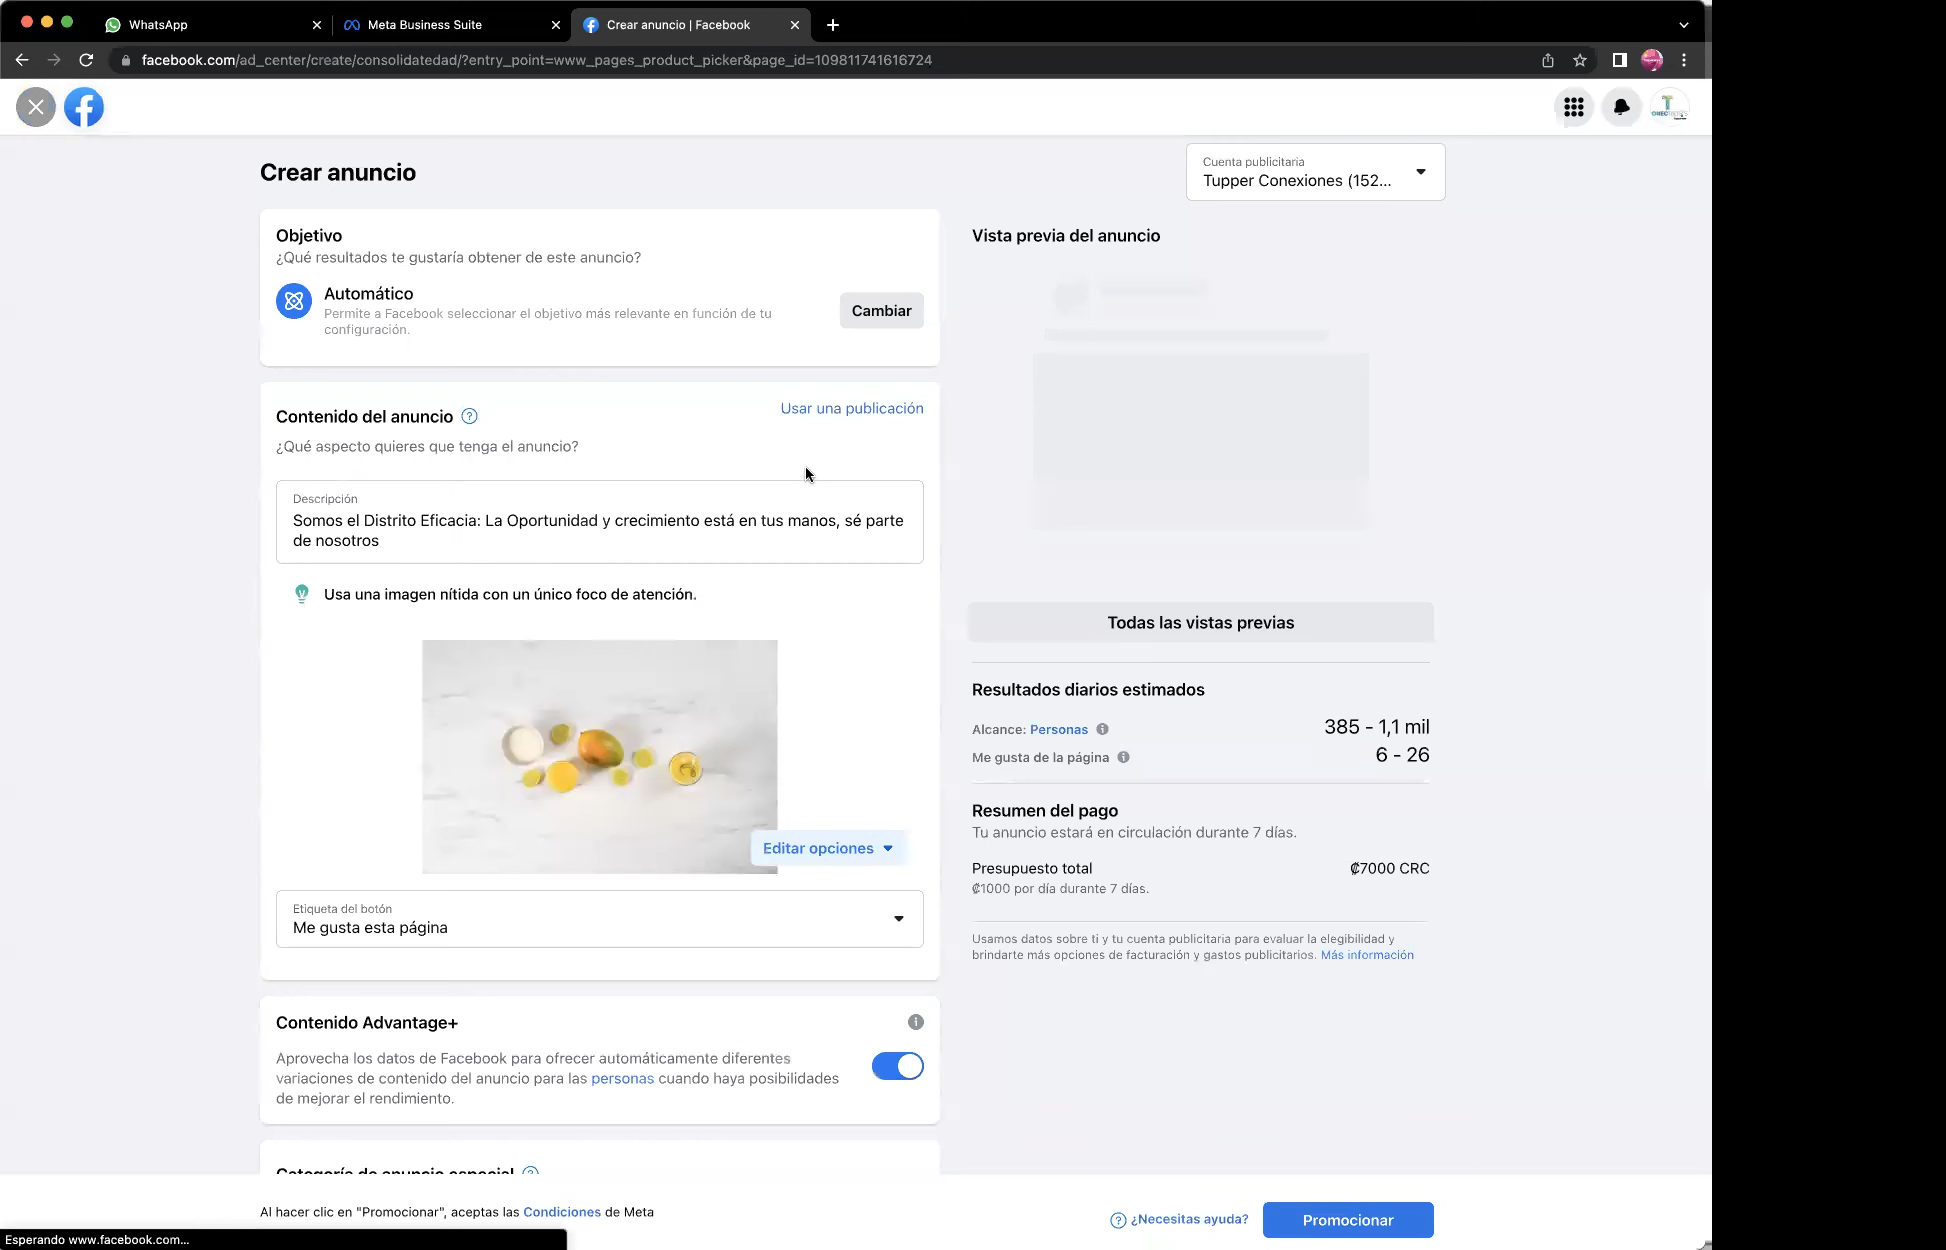 WhatsApp
Meta Business Suite
Crear anuncio | Facebook
facebook.com/ad_center/create/consolidatedad/?entry_point=www_pages_product_picker&page_id=109811741616724
Crear anuncio
Cuenta publicitaria
Tupper Conexiones (152...
Objetivo
¿Qué resultados te gustaría obtener de este anuncio?
Automático
Permite a Facebook seleccionar el objetivo más relevante en función de tu
configuración.
Cambiar
Contenido del anuncio
Usar una publicación
¿Qué aspecto quieres que tenga el anuncio?
Descripción
Somos el Distrito Eficacia: La Oportunidad y crecimiento está en tus manos, sé parte
de nosotros
Usa una imagen nítida con un único foco de atención.
Editar opciones
Etiqueta del botón
Me gusta esta página
Contenido Advantage+
Aprovecha los datos de Facebook para ofrecer automáticamente diferentes
variaciones de contenido del anuncio para las personas cuando haya posibilidades
de mejorar el rendimiento.
Categoría de anuncio especial
Vista previa del anuncio
Todas las vistas previas
Resultados diarios estimados
Alcance: Personas
385 - 1,1 mil
Me gusta de la página
6 - 26
Resumen del pago
Tu anuncio estará en circulación durante 7 días.
Presupuesto total
₡7000 CRC
₡1000 por día durante 7 días.
Usamos datos sobre ti y tu cuenta publicitaria para evaluar la elegibilidad y
brindarte más opciones de facturación y gastos publicitarios. Más información
Al hacer clic en "Promocionar", aceptas las Condiciones de Meta
¿Necesitas ayuda?
Promocionar
Esperando www.facebook.com...